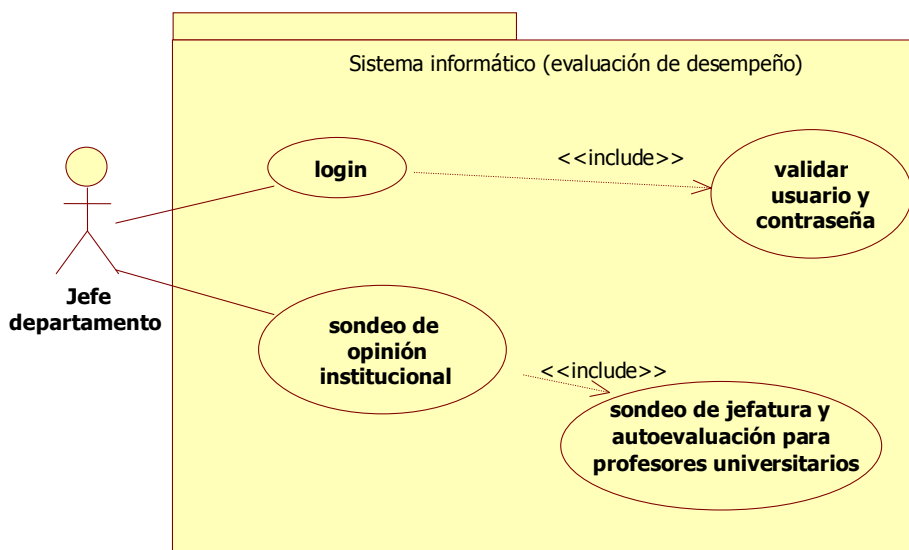 Sistema informático (evaluación de desempeño)
login
<<include>>
validar
usuario y
contraseña
Jefe
departamento
sondeo de
opinión
institucional
<<include>>
sondeo de jefatura y
autoevaluación para
profesores universitarios